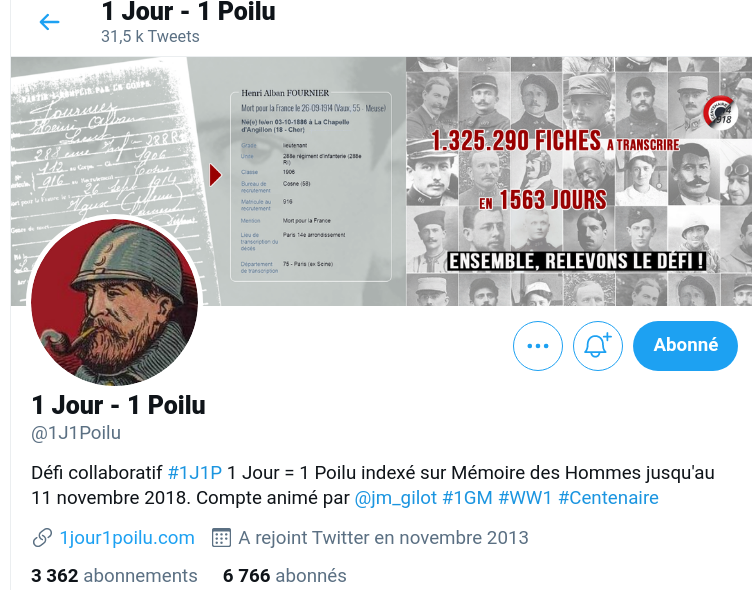 1 Jour - 1 Poilu
31,5 k Tweets
PARTIE À REMPLIR PAR LE CORPS.
Henri Alban FOURNIER
Mort pour la France le 26-09-1914 (Vaux, 55 - Meuse)
Né(e) le/en 03-10-1886 à La Chapelle
d'Angillon (18 - Cher)
Grade lieutenant
Unité 288e régiment d'infanterie (288e
RI)
Classe 1906
Bureau de
recrutement Cosne (58)
Matricule au
recrutement 916
Mention Mort pour la France
Lieu de
transcription du
décès Paris 14e arrondissement
Département
de transcription 75 - Paris (ex Seine)
1.325.290 FICHES A TRANSCRIRE
EN 1563 JOURS
ENSEMBLE, RELEVONS LE DÉFI !
Abonné
1 Jour - 1 Poilu
@1J1Poilu
Défi collaboratif #1J1P 1 Jour = 1 Poilu indexé sur Mémoire des Hommes jusqu'au
11 novembre 2018. Compte animé par @jm_gilot #1GM #WW1 #Centenaire
1jour1poilu.com A rejoint Twitter en novembre 2013
3 362 abonnements 6 766 abonnés